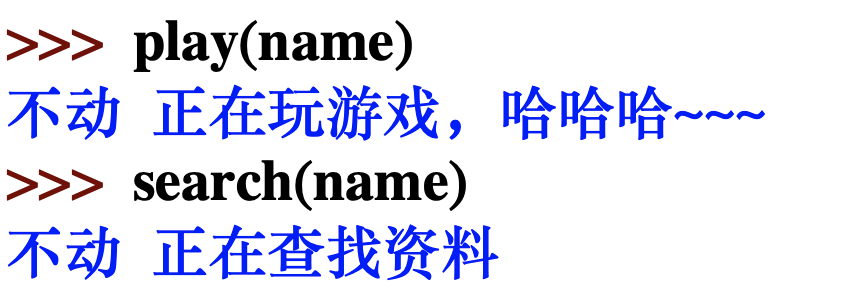 >>> play(name)
不动 正在玩游戏，哈哈哈~~~
>>> search(name)
不动 正在查找资料